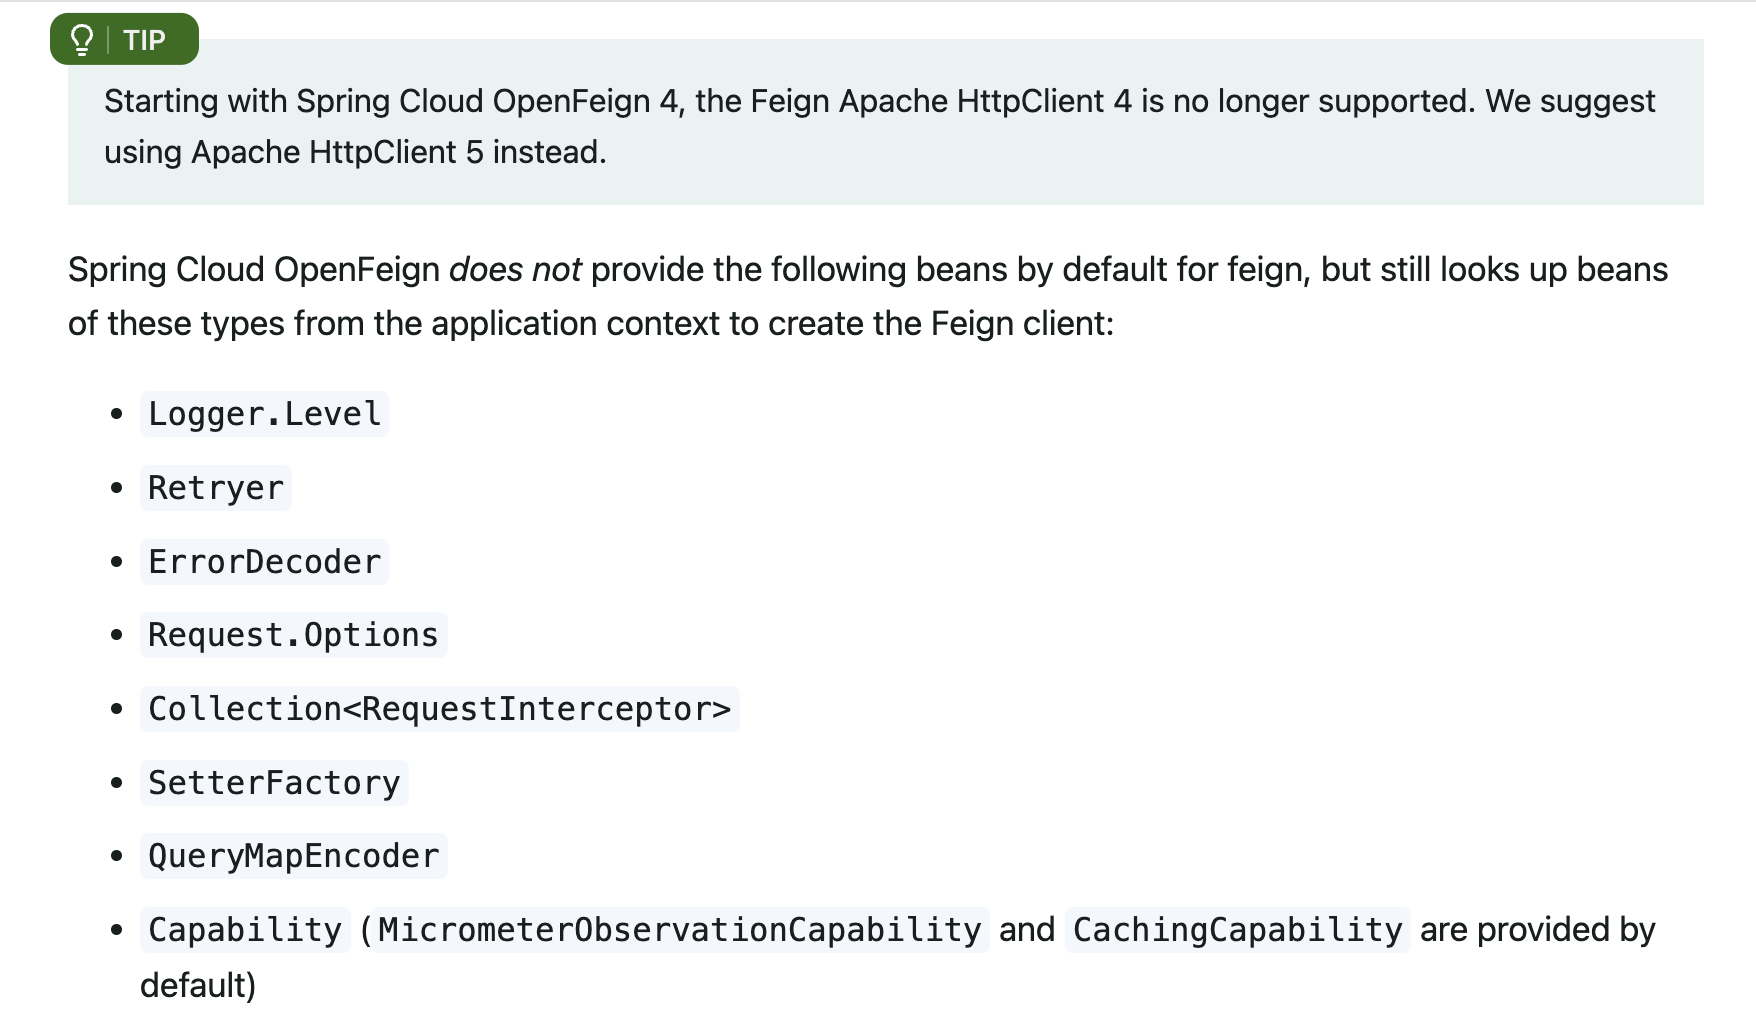 TIP
Starting with Spring Cloud OpenFeign 4, the Feign Apache HttpClient 4 is no longer supported. We suggest
using Apache HttpClient 5 instead.
Spring Cloud OpenFeign does not provide the following beans by default for feign, but still looks up beans
of these types from the application context to create the Feign client:
• Logger.Level
• Retryer
• ErrorDecoder
• Request.Options
• Collection<RequestInterceptor>
• SetterFactory
• QueryMapEncoder
• Capability (MicrometerObservationCapability and CachingCapability are provided by
default)